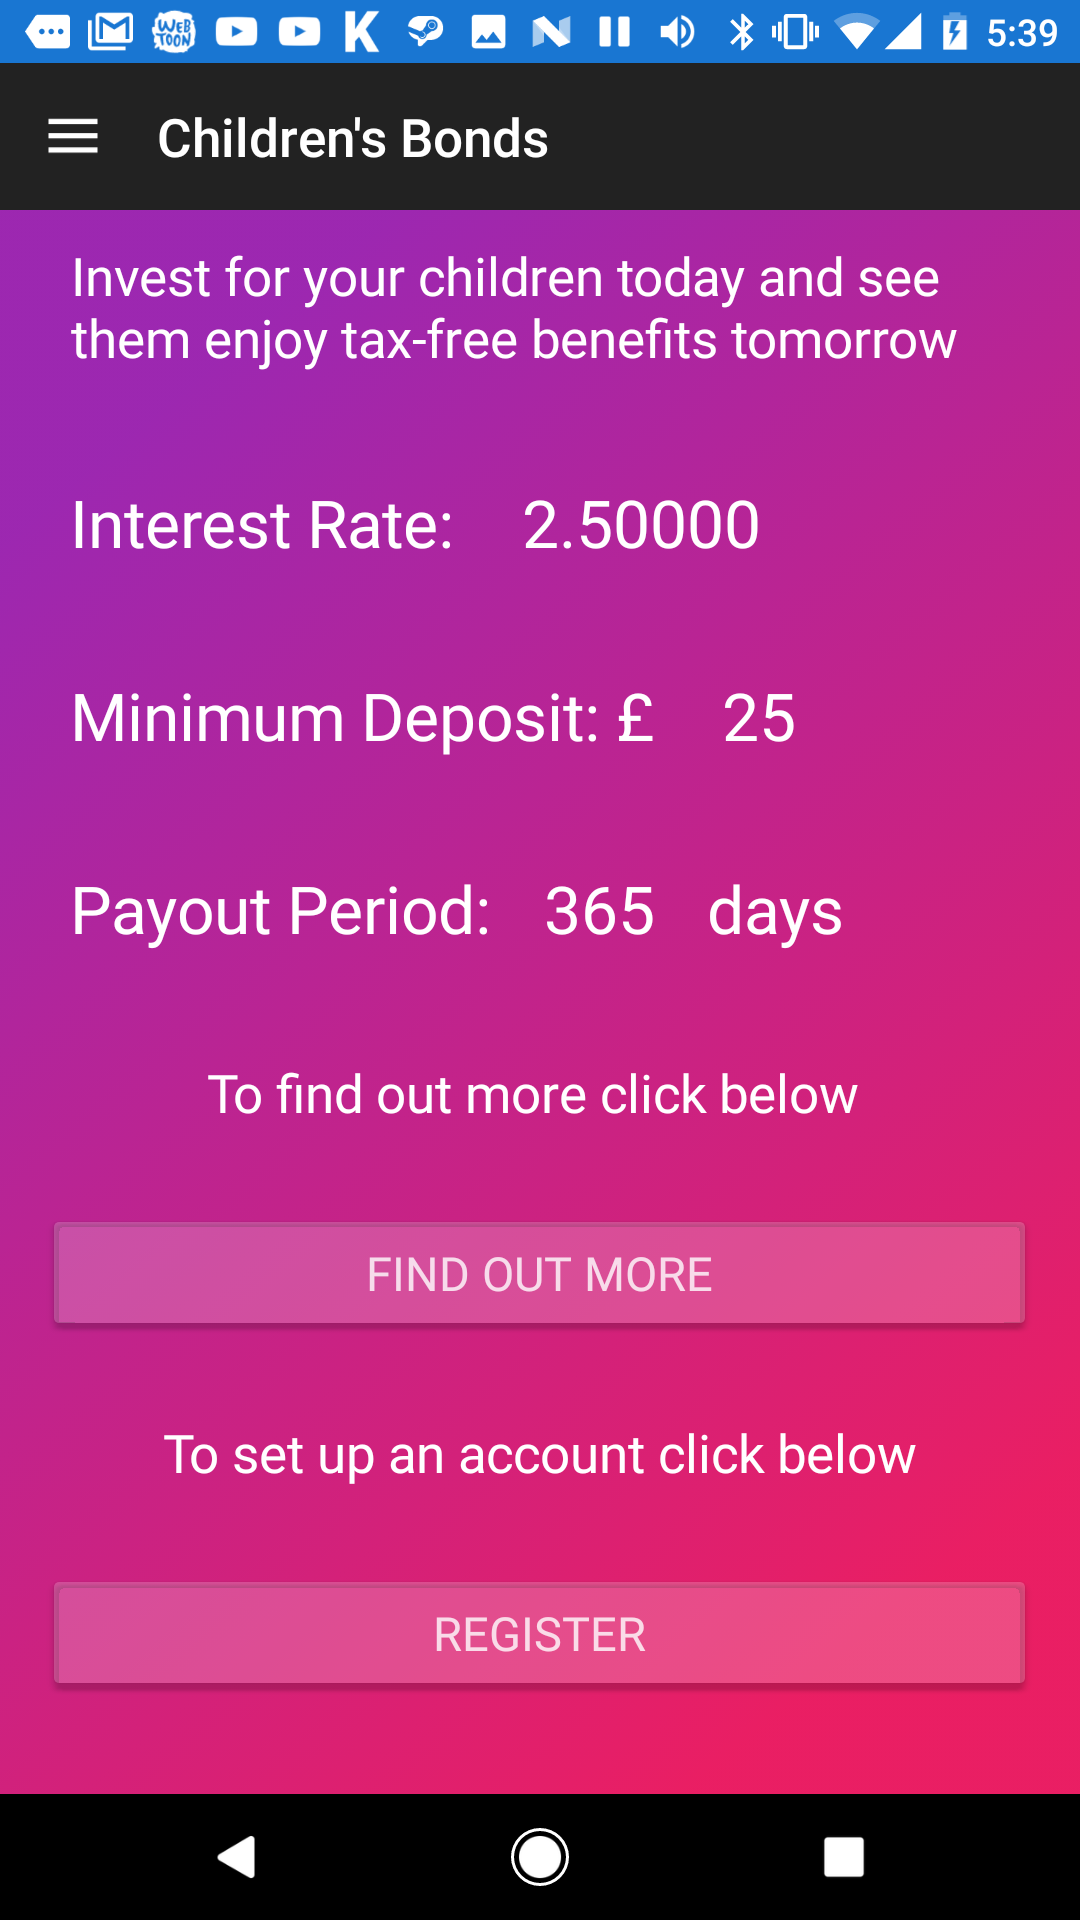 WEB TOON K N 5:39
Children's Bonds
Invest for your children today and see
them enjoy tax-free benefits tomorrow
Interest Rate: 2.50000
Minimum Deposit: £ 25
Payout Period: 365 days
To find out more click below
FIND OUT MORE
To set up an account click below
REGISTER